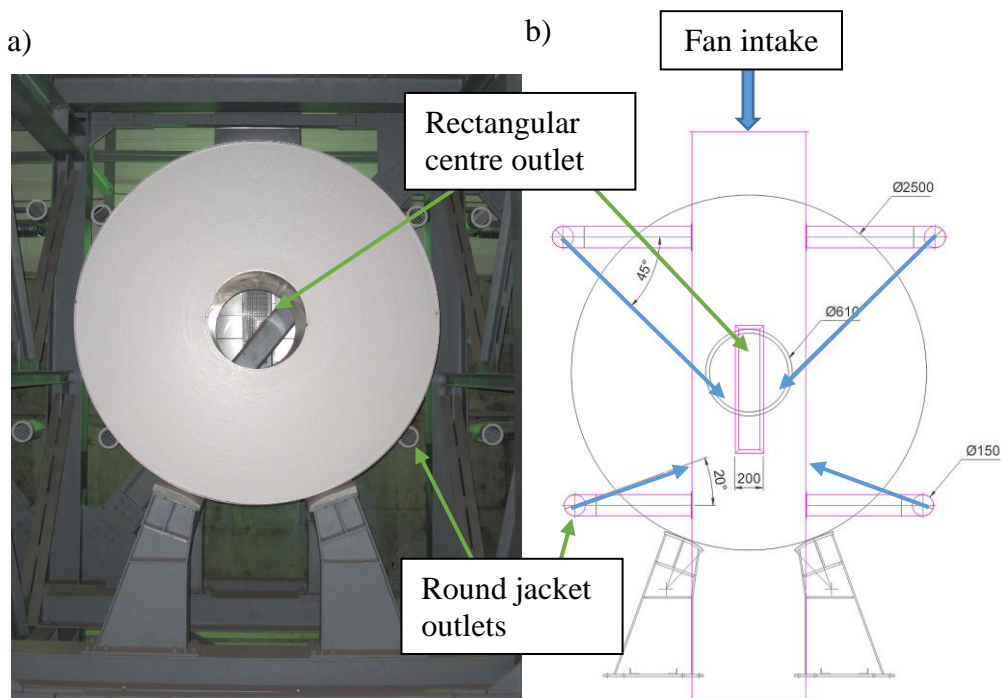 a)
b)
Fan intake
Rectangular
centre outlet
Ø2500
45°
Ø610
Ø150
20°
200
Round jacket
outlets